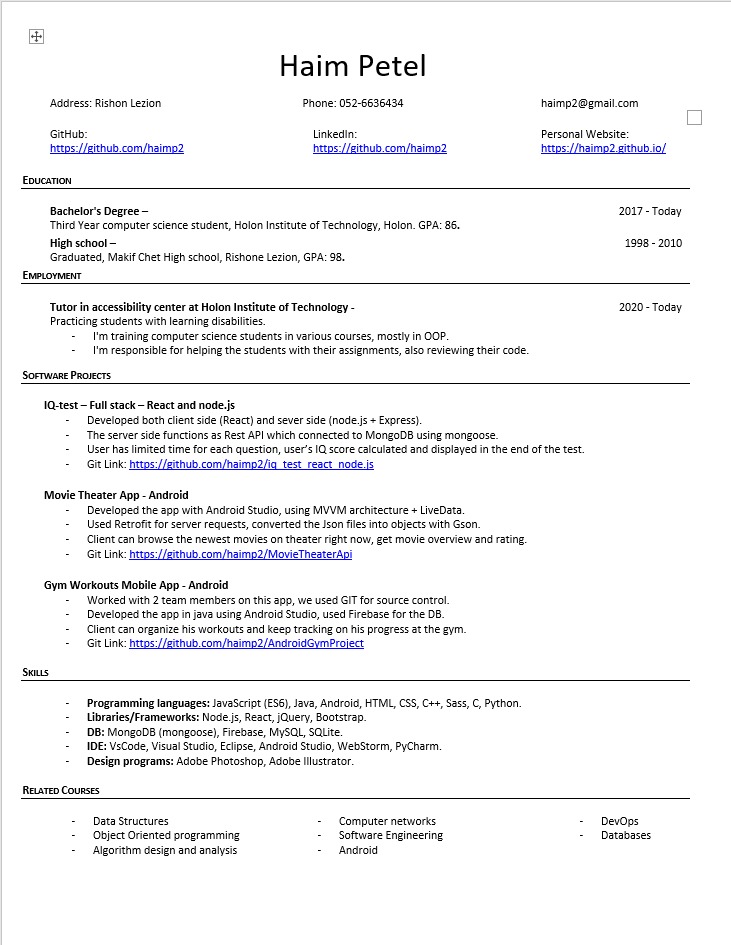 Haim Petel
Address: Rishon Lezion Phone: 052-6636434 haimp2@gmail.com
GitHub: LinkedIn: Personal Website:
https://github.com/haimp2 https://github.com/haimp2 https://haimp2.github.io/
EDUCATION
Bachelor's Degree – 2017 - Today
Third Year computer science student, Holon Institute of Technology, Holon. GPA: 86.
High school – 1998 - 2010
Graduated, Makif Chet High school, Rishone Lezion, GPA: 98.
EMPLOYMENT
Tutor in accessibility center at Holon Institute of Technology - 2020 - Today
Practicing students with learning disabilities.
- I'm training computer science students in various courses, mostly in OOP.
- I'm responsible for helping the students with their assignments, also reviewing their code.
SOFTWARE PROJECTS
IQ-test – Full stack – React and node.js
- Developed both client side (React) and sever side (node.js + Express).
- The server side functions as Rest API which connected to MongoDB using mongoose.
- User has limited time for each question, user's IQ score calculated and displayed in the end of the test.
- Git Link: https://github.com/haimp2/iq_test_react_node.js
Movie Theater App - Android
- Developed the app with Android Studio, using MVVM architecture + LiveData.
- Used Retrofit for server requests, converted the Json files into objects with Gson.
- Client can browse the newest movies on theater right now, get movie overview and rating.
- Git Link: https://github.com/haimp2/MovieTheaterApi
Gym Workouts Mobile App - Android
- Worked with 2 team members on this app, we used GIT for source control.
- Developed the app in java using Android Studio, used Firebase for the DB.
- Client can organize his workouts and keep tracking on his progress at the gym.
- Git Link: https://github.com/haimp2/AndroidGymProject
SKILLS
- Programming languages: JavaScript (ES6), Java, Android, HTML, CSS, C++, Sass, C, Python.
- Libraries/Frameworks: Node.js, React, jQuery, Bootstrap.
- DB: MongoDB (mongoose), Firebase, MySQL, SQLite.
- IDE: VsCode, Visual Studio, Eclipse, Android Studio, WebStorm, PyCharm.
- Design programs: Adobe Photoshop, Adobe Illustrator.
RELATED COURSES
- Data Structures - Computer networks - DevOps
- Object Oriented programming - Software Engineering - Databases
- Algorithm design and analysis - Android